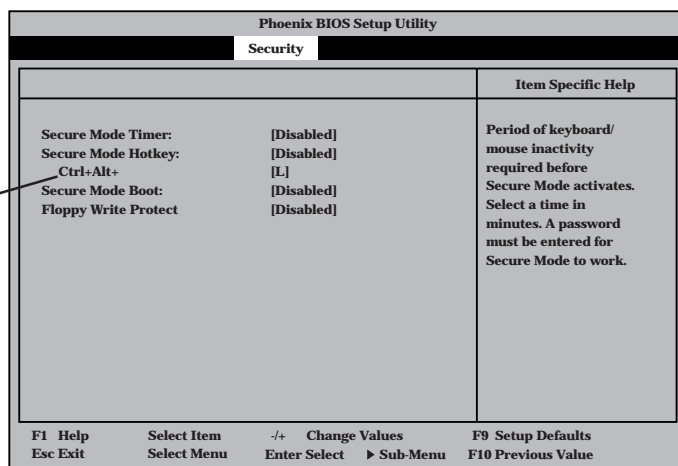 Phoenix BIOS Setup Utility
Security
Item Specific Help
Secure Mode Timer: [Disabled]
Secure Mode Hotkey: [Disabled]
Ctrl+Alt+ [L]
Secure Mode Boot: [Disabled]
Floppy Write Protect [Disabled]
Period of keyboard/
mouse inactivity
required before
Secure Mode activates.
Select a time in
minutes. A password
must be entered for
Secure Mode to work.
F1 Help Select Item -/+ Change Values F9 Setup Defaults
Esc Exit Select Menu Enter Select ▶ Sub-Menu F10 Previous Value